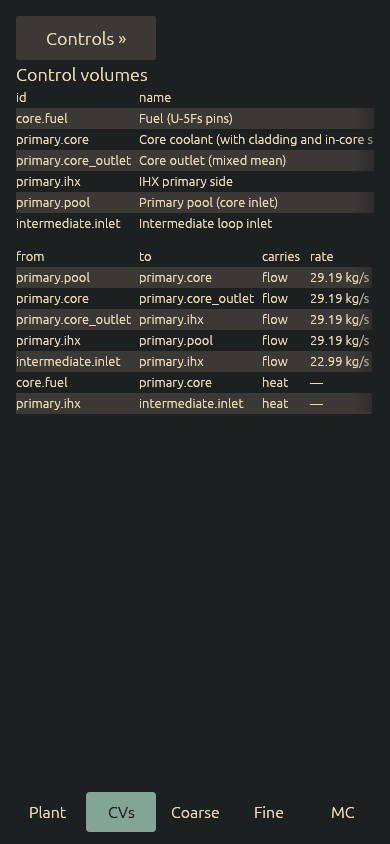 Controls »
Control volumes
id name
core.fuel Fuel (U-5Fs pins)
primary.core Core coolant (with cladding and in-core s
primary.core_outlet Core outlet (mixed mean)
primary.ihx IHX primary side
primary.pool Primary pool (core inlet)
intermediate.inlet Intermediate loop inlet
from to carries rate
primary.pool primary.core flow 29.19 kg/s
primary.core primary.core_outlet flow 29.19 kg/s
primary.core_outlet primary.ihx flow 29.19 kg/s
primary.ihx primary.pool flow 29.19 kg/s
intermediate.inlet primary.ihx flow 22.99 kg/s
core.fuel primary.core heat —
primary.ihx intermediate.inlet heat —
Plant CVs Coarse Fine MC